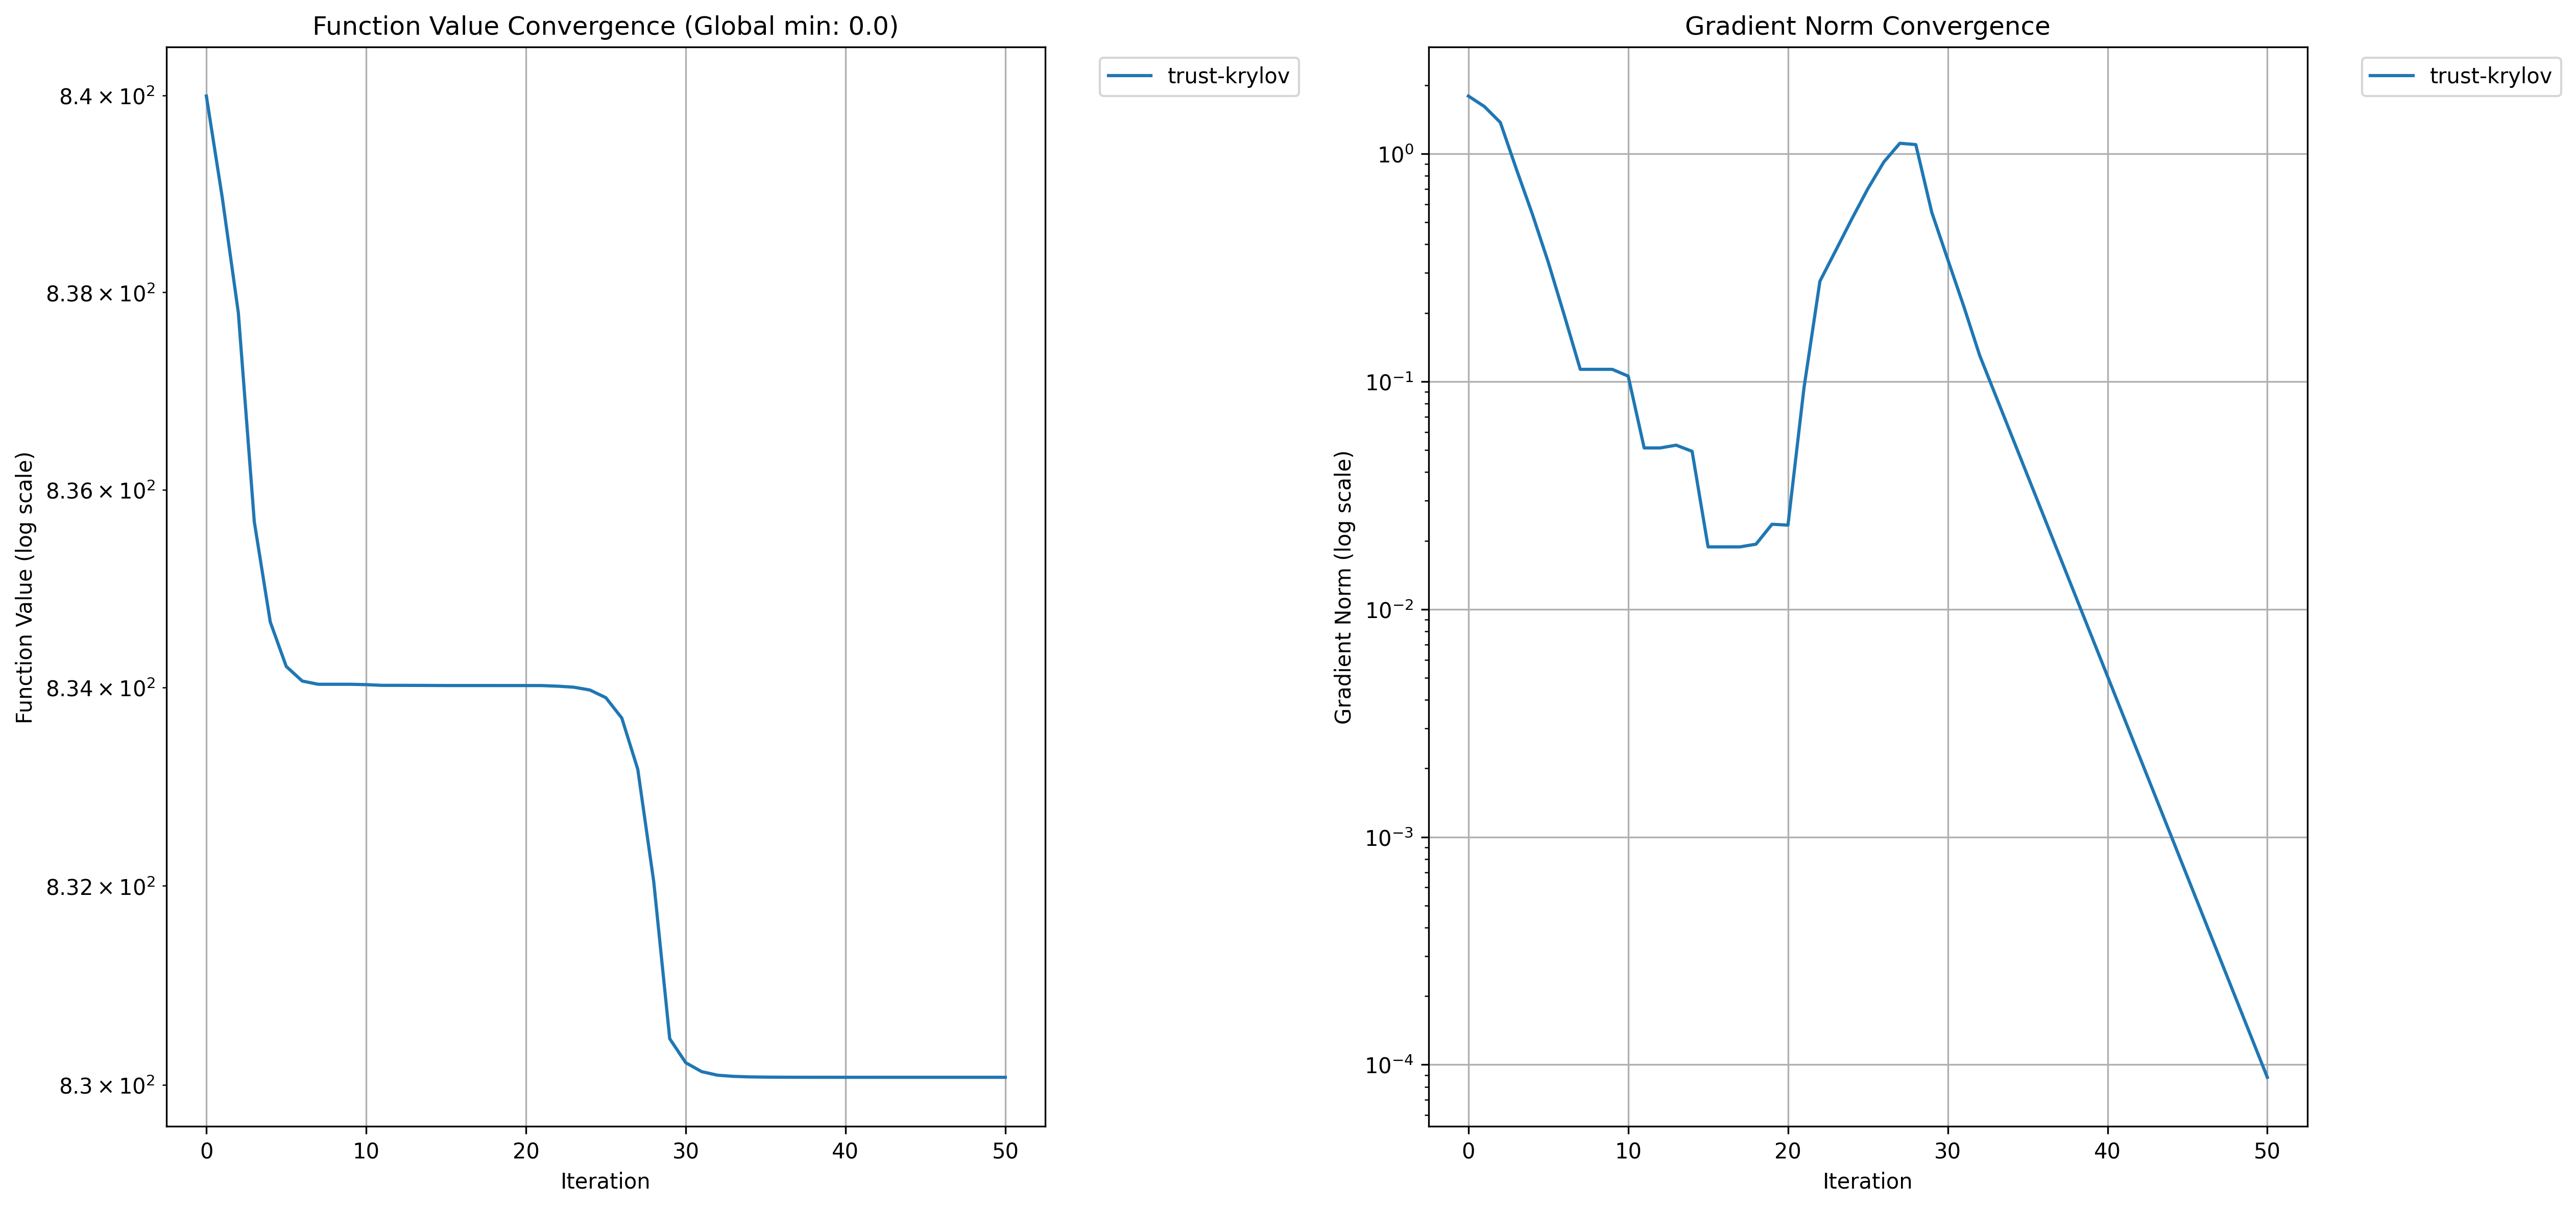 Function Value Convergence (Global min: 0.0)
8.4 × 10²
8.38 × 10²
8.36 × 10²
8.34 × 10²
8.32 × 10²
8.3 × 10²
Function Value (log scale)
0 10 20 30 40 50
Iteration
trust-krylov
Gradient Norm Convergence
10⁰
10⁻¹
10⁻²
10⁻³
10⁻⁴
Gradient Norm (log scale)
0 10 20 30 40 50
Iteration
trust-krylov